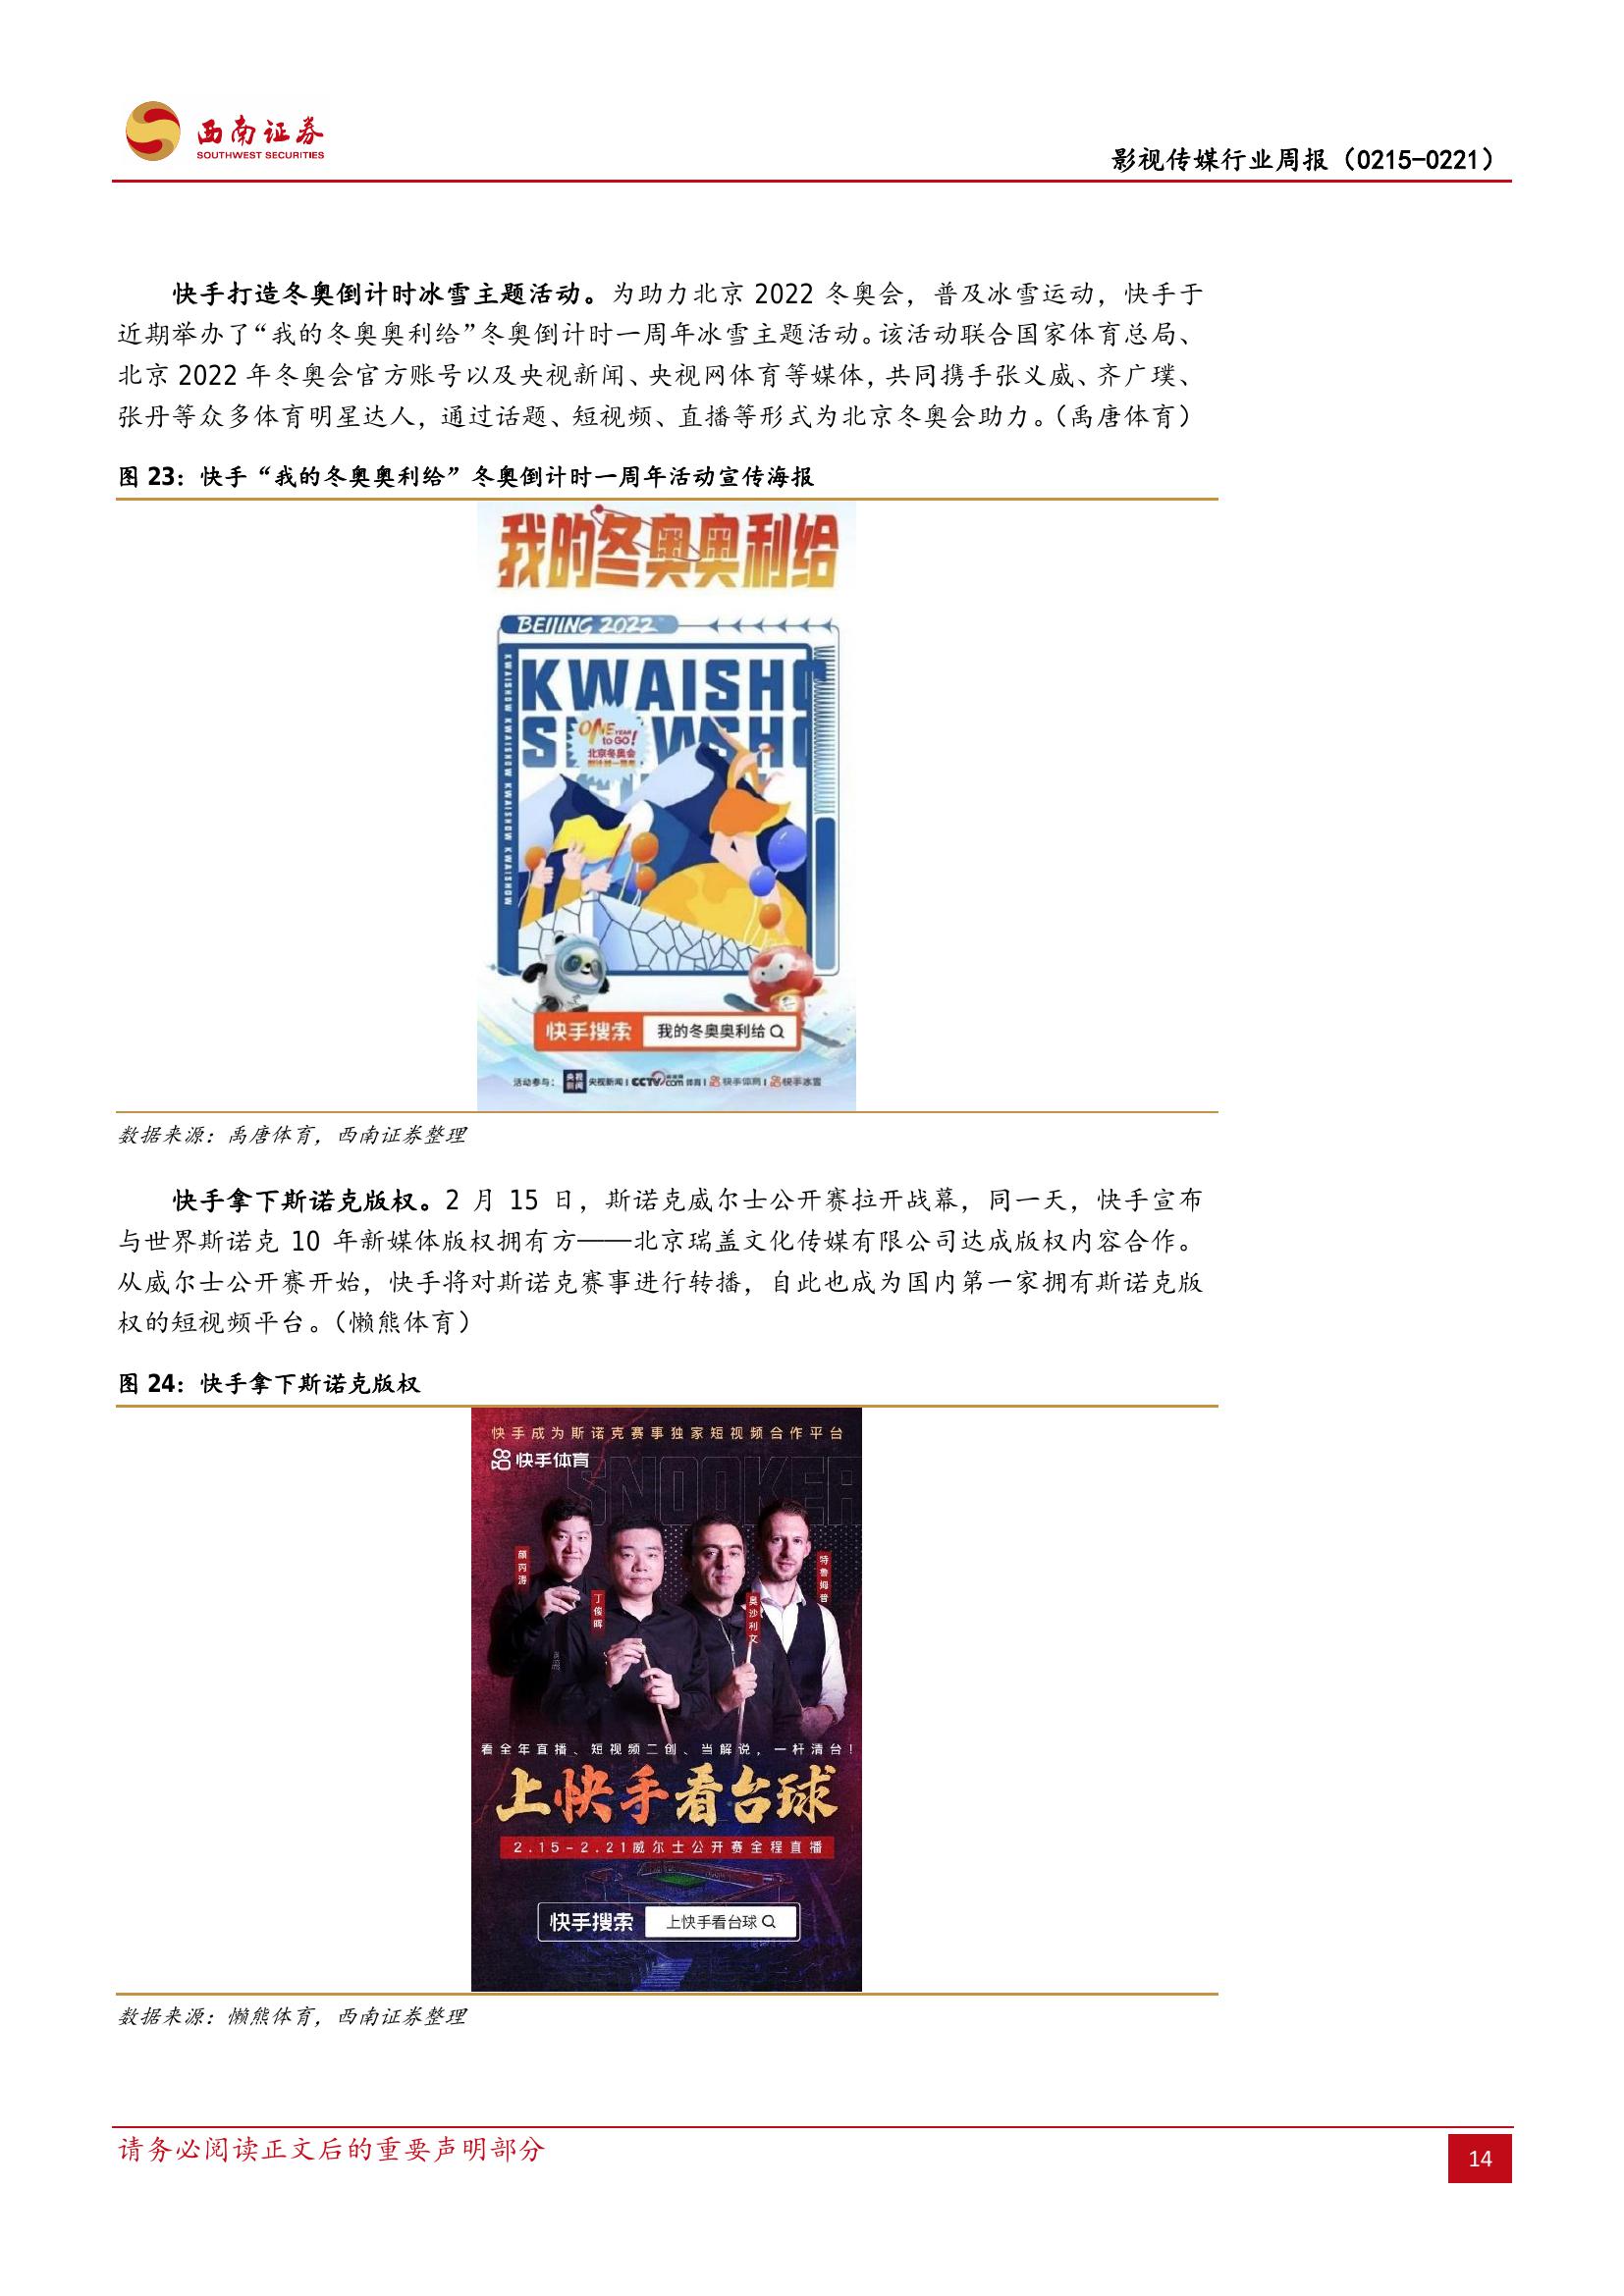 西南证券
SOUTHWEST SECURITIES
影视传媒行业周报（0215-0221）
快手打造冬奥倒计时冰雪主题活动。为助力北京 2022 冬奥会，普及冰雪运动，快手于
近期举办了“我的冬奥奥利给”冬奥倒计时一周年冰雪主题活动。该活动联合国家体育总局、
北京 2022 年冬奥会官方账号以及央视新闻、央视网体育等媒体，共同携手张义威、齐广璞、
张丹等众多体育明星达人，通过话题、短视频、直播等形式为北京冬奥会助力。（禹唐体育）
图 23：快手“我的冬奥奥利给”冬奥倒计时一周年活动宣传海报
我的冬奥奥利给
BEIJING 2022
KWAISHOW KWAISHOW KWAISHOW KWAISHOW
KWAISHO
ONE YEAR
to GO!
北京冬奥会
倒计时一周年
快手搜索 我的冬奥奥利给
活动参与： 央视新闻 央视新闻 | CCTV.com 体育 | 快手体育 | 快手冰雪
数据来源：禹唐体育，西南证券整理
快手拿下斯诺克版权。2 月 15 日，斯诺克威尔士公开赛拉开战幕，同一天，快手宣布
与世界斯诺克 10 年新媒体版权拥有方——北京瑞盖文化传媒有限公司达成版权内容合作。
从威尔士公开赛开始，快手将对斯诺克赛事进行转播，自此也成为国内第一家拥有斯诺克版
权的短视频平台。（懒熊体育）
图 24：快手拿下斯诺克版权
快手成为斯诺克赛事独家短视频合作平台
快手体育
SNOOKER
颜丙涛
丁俊晖
奥沙利文
特鲁姆普
看全年直播、短视频二创、当解说，一杆清台！
上快手看台球
2.15-2.21威尔士公开赛全程直播
快手搜索 上快手看台球
数据来源：懒熊体育，西南证券整理
请务必阅读正文后的重要声明部分
14